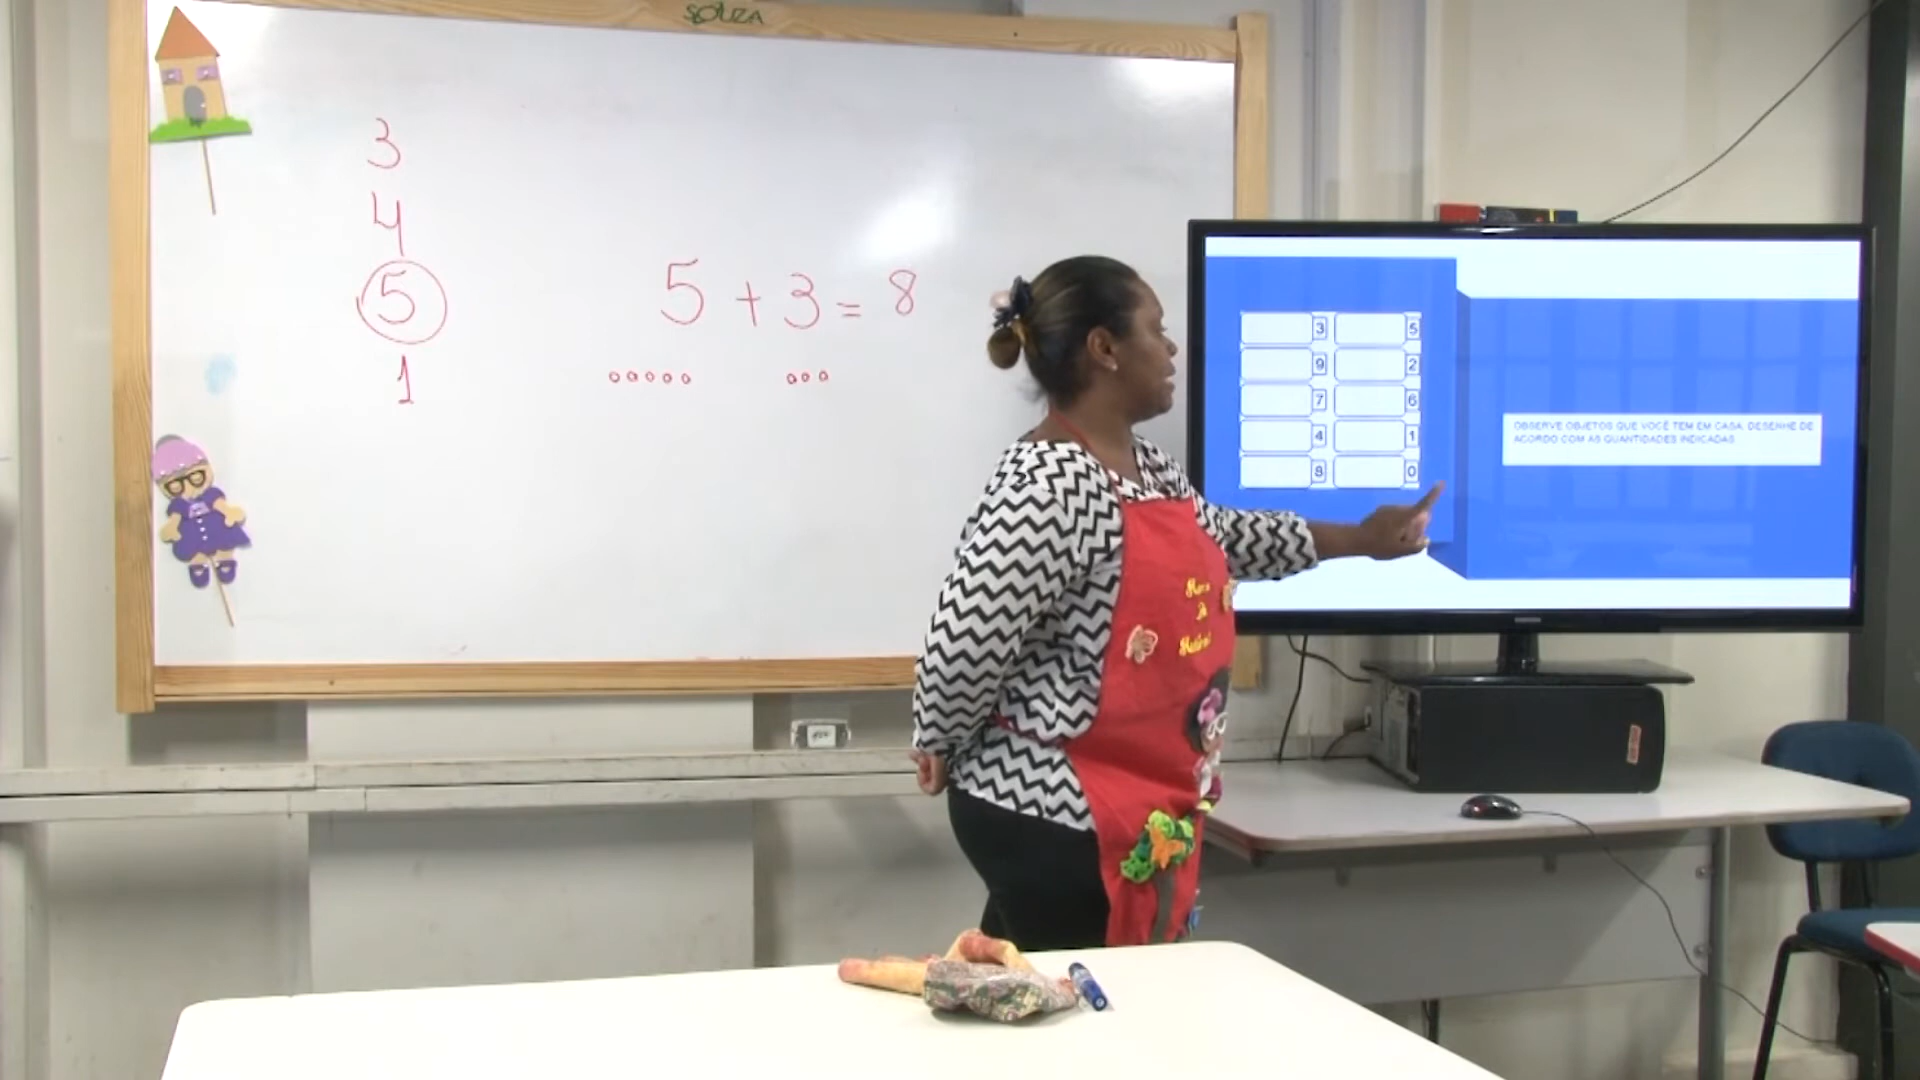 SOUZA
3
4
5
1
5 + 3 = 8
3 5
9 2
7 6
4 1
8 0
OBSERVE OBJETOS QUE VOCÊ TEM EM CASA. DESENHE DE
ACORDO COM AS QUANTIDADES INDICADAS